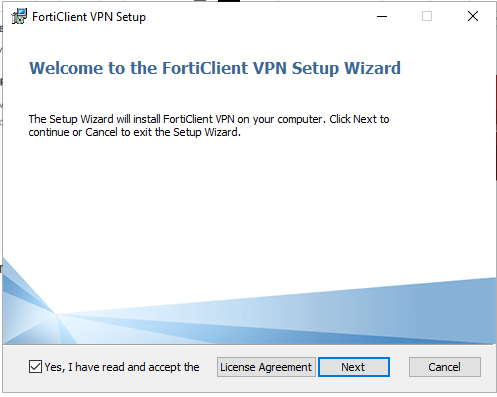 FortiClient VPN Setup
Welcome to the FortiClient VPN Setup Wizard
The Setup Wizard will install FortiClient VPN on your computer. Click Next to
continue or Cancel to exit the Setup Wizard.
Yes, I have read and accept the
License Agreement
Next
Cancel